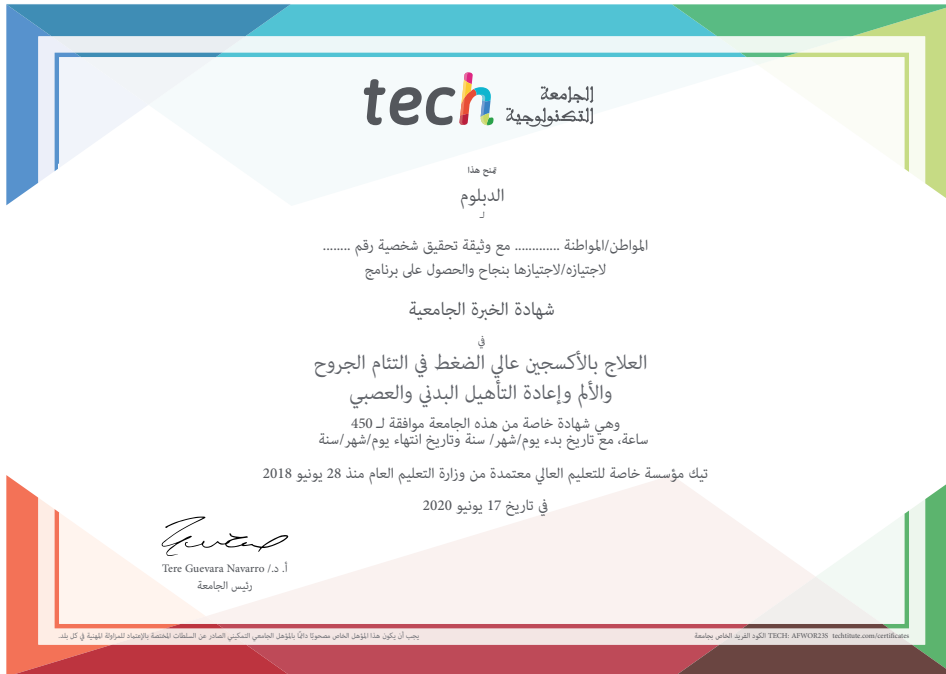 tech الجامعة
التكنولوجية
تمنح هذا
الدبلوم
لـ
المواطن/المواطنة ............. مع وثيقة تحقيق شخصية رقم ........
لاجتيازه/لاجتيازها بنجاح والحصول على برنامج
شهادة الخبرة الجامعية
في
العلاج بالأكسجين عالي الضغط في التئام الجروح
والألم وإعادة التأهيل البدني والعصبي
وهي شهادة خاصة من هذه الجامعة موافقة لـ 450
ساعة، مع تاريخ بدء يوم/شهر/ سنة وتاريخ انتهاء يوم/شهر/سنة
تيك مؤسسة خاصة للتعليم العالي معتمدة من وزارة التعليم العام منذ 28 يونيو 2018
في تاريخ 17 يونيو 2020
أ. د./ Tere Guevara Navarro
رئيس الجامعة
يجب أن يكون هذا المؤهل الخاص مصحوبًا دائمًا بالمؤهل الجامعي التمكيني الصادر عن السلطات المختصة بالإعتماد للمزاولة المهنية في كل بلد.
الكود الفريد الخاص بجامعة TECH: AFWOR23S techtitute.com/certificates